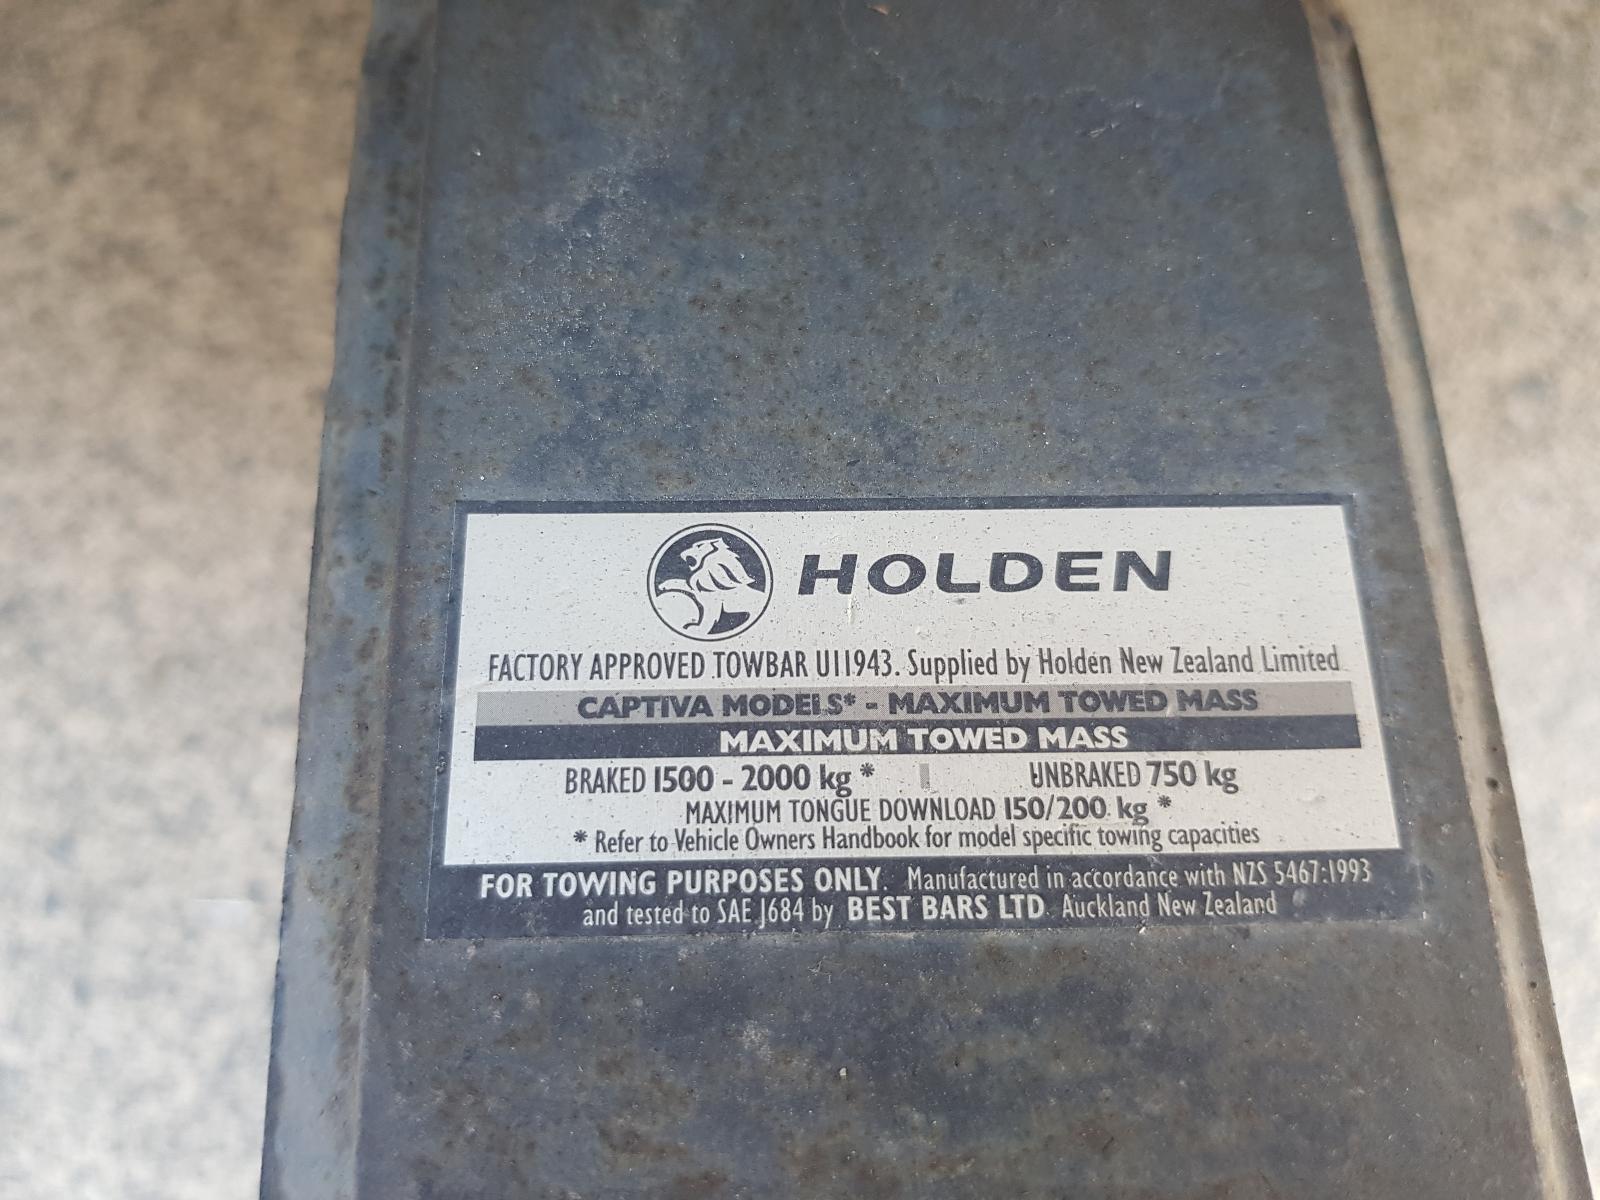 HOLDEN
FACTORY APPROVED TOWBAR U11943. Supplied by Holden New Zealand Limited
CAPTIVA MODELS* - MAXIMUM TOWED MASS
MAXIMUM TOWED MASS
BRAKED 1500 - 2000 kg * UNBRAKED 750 kg
MAXIMUM TONGUE DOWNLOAD 150/200 kg *
* Refer to Vehicle Owners Handbook for model specific towing capacities
FOR TOWING PURPOSES ONLY. Manufactured in accordance with NZS 5467:1993
and tested to SAE J684 by BEST BARS LTD Auckland New Zealand